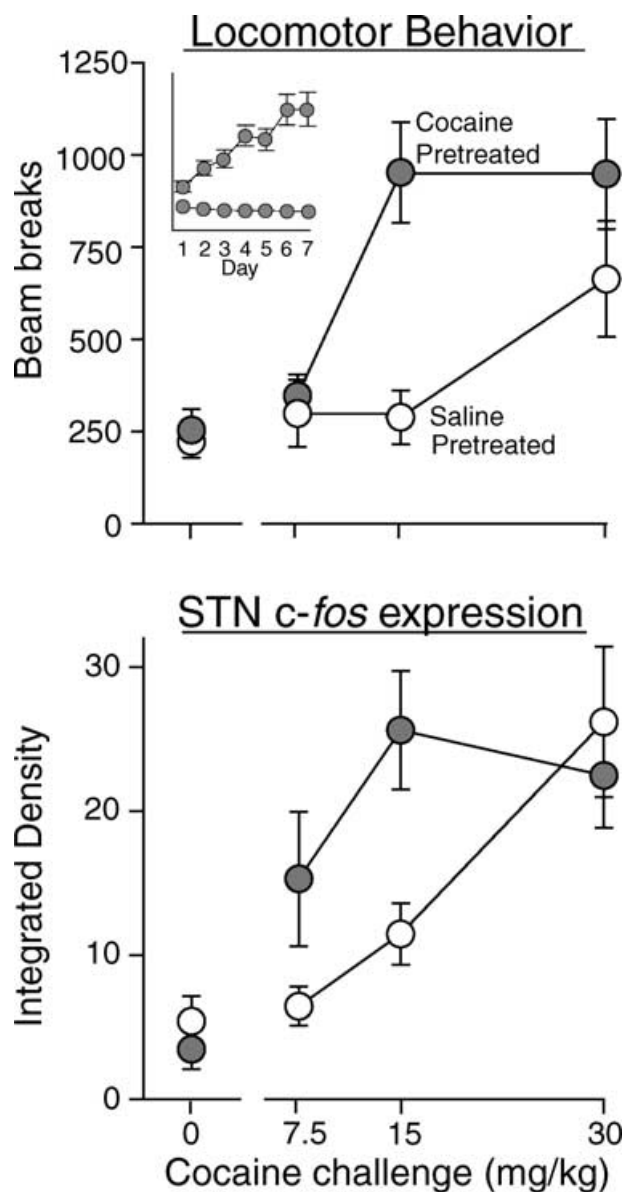 Locomotor Behavior
1250
1000
750
500
250
0
Beam breaks
1 2 3 4 5 6 7
Day
Cocaine
Pretreated
Saline
Pretreated
STN c-fos expression
30
20
10
0
Integrated Density
0 7.5 15 30
Cocaine challenge (mg/kg)